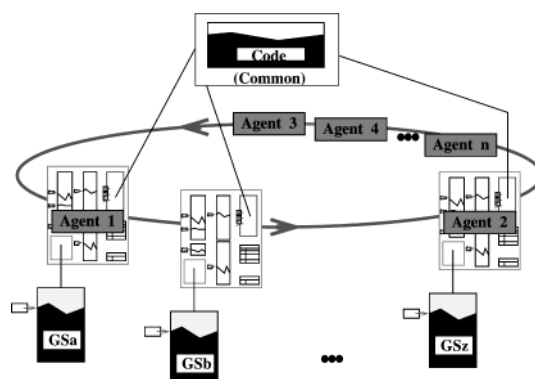 Code
(Common)
Agent 3
Agent 4
Agent n
Agent 1
Agent 2
GSa
GSb
GSz